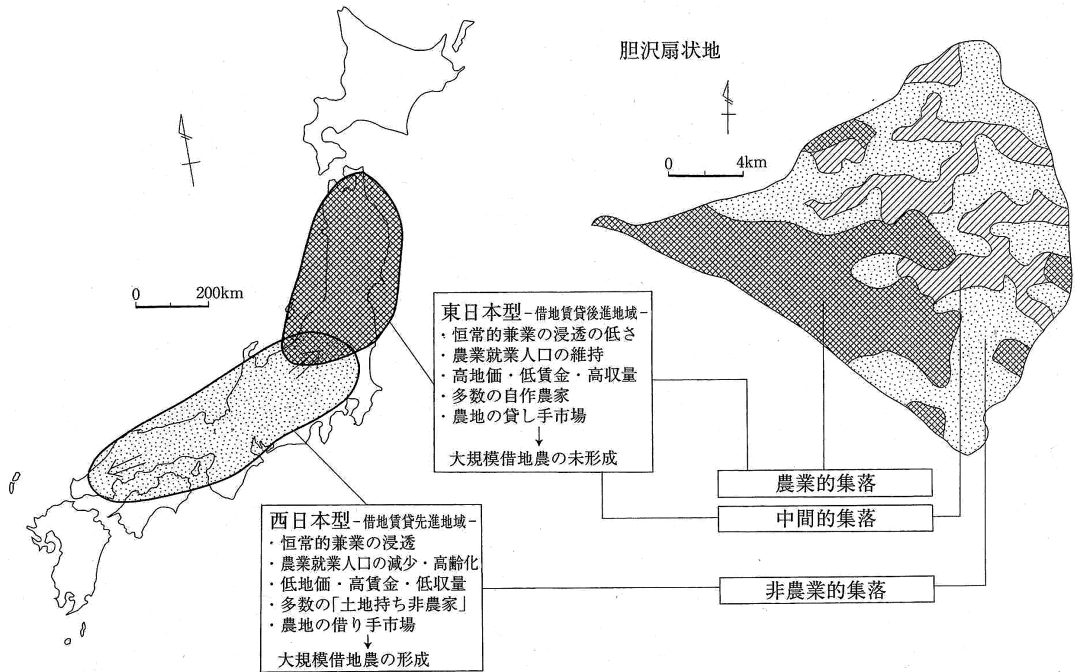 胆沢扇状地
0 4km
0 200km
東日本型-借地賃貸後進地域-
・恒常的兼業の浸透の低さ
・農業就業人口の維持
・高地価・低賃金・高収量
・多数の自作農家
・農地の貸し手市場
↓
大規模借地農の未形成
西日本型-借地賃貸先進地域-
・恒常的兼業の浸透
・農業就業人口の減少・高齢化
・低地価・高賃金・低収量
・多数の「土地持ち非農家」
・農地の借り手市場
↓
大規模借地農の形成
農業的集落
中間的集落
非農業的集落